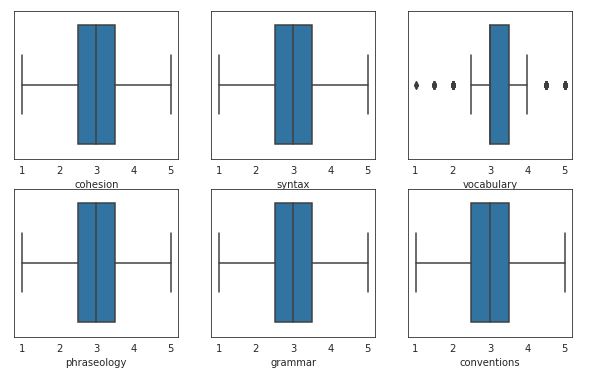 1 2 3 4 5 1 2 3 4 5 1 2 3 4 5
cohesion syntax vocabulary
1 2 3 4 5 1 2 3 4 5 1 2 3 4 5
phraseology grammar conventions